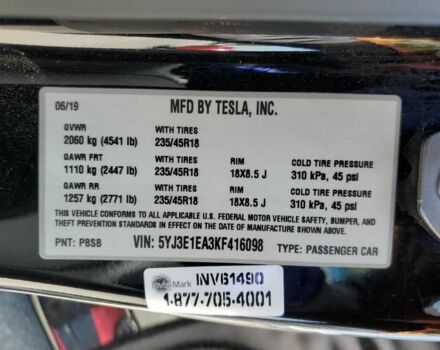 BY TESLA
06/19 MFD BY TESLA, INC.
GVWR WITH TIRES
2060 kg (4541 lb) 235/45R18
GAWR FRT WITH TIRES RIM COLD TIRE PRESSURE
1110 kg (2447 lb) 235/45R18 18X8.5 J 310 kPa, 45 psi
GAWR RR WITH TIRES RIM COLD TIRE PRESSURE
1257 kg (2771 lb) 235/45R18 18X8.5 J 310 kPa, 45 psi
THIS VEHICLE CONFORMS TO ALL APPLICABLE U.S. FEDERAL MOTOR VEHICLE SAFETY, BUMPER, AND
THEFT PREVENTION STANDARDS IN EFFECT ON THE DATE OF MANUFACTURE SHOWN ABOVE.
PNT: PBSB VIN: 5YJ3E1EA3KF416098 TYPE: PASSENGER CAR
Mark INV61490
1-877-705-4001